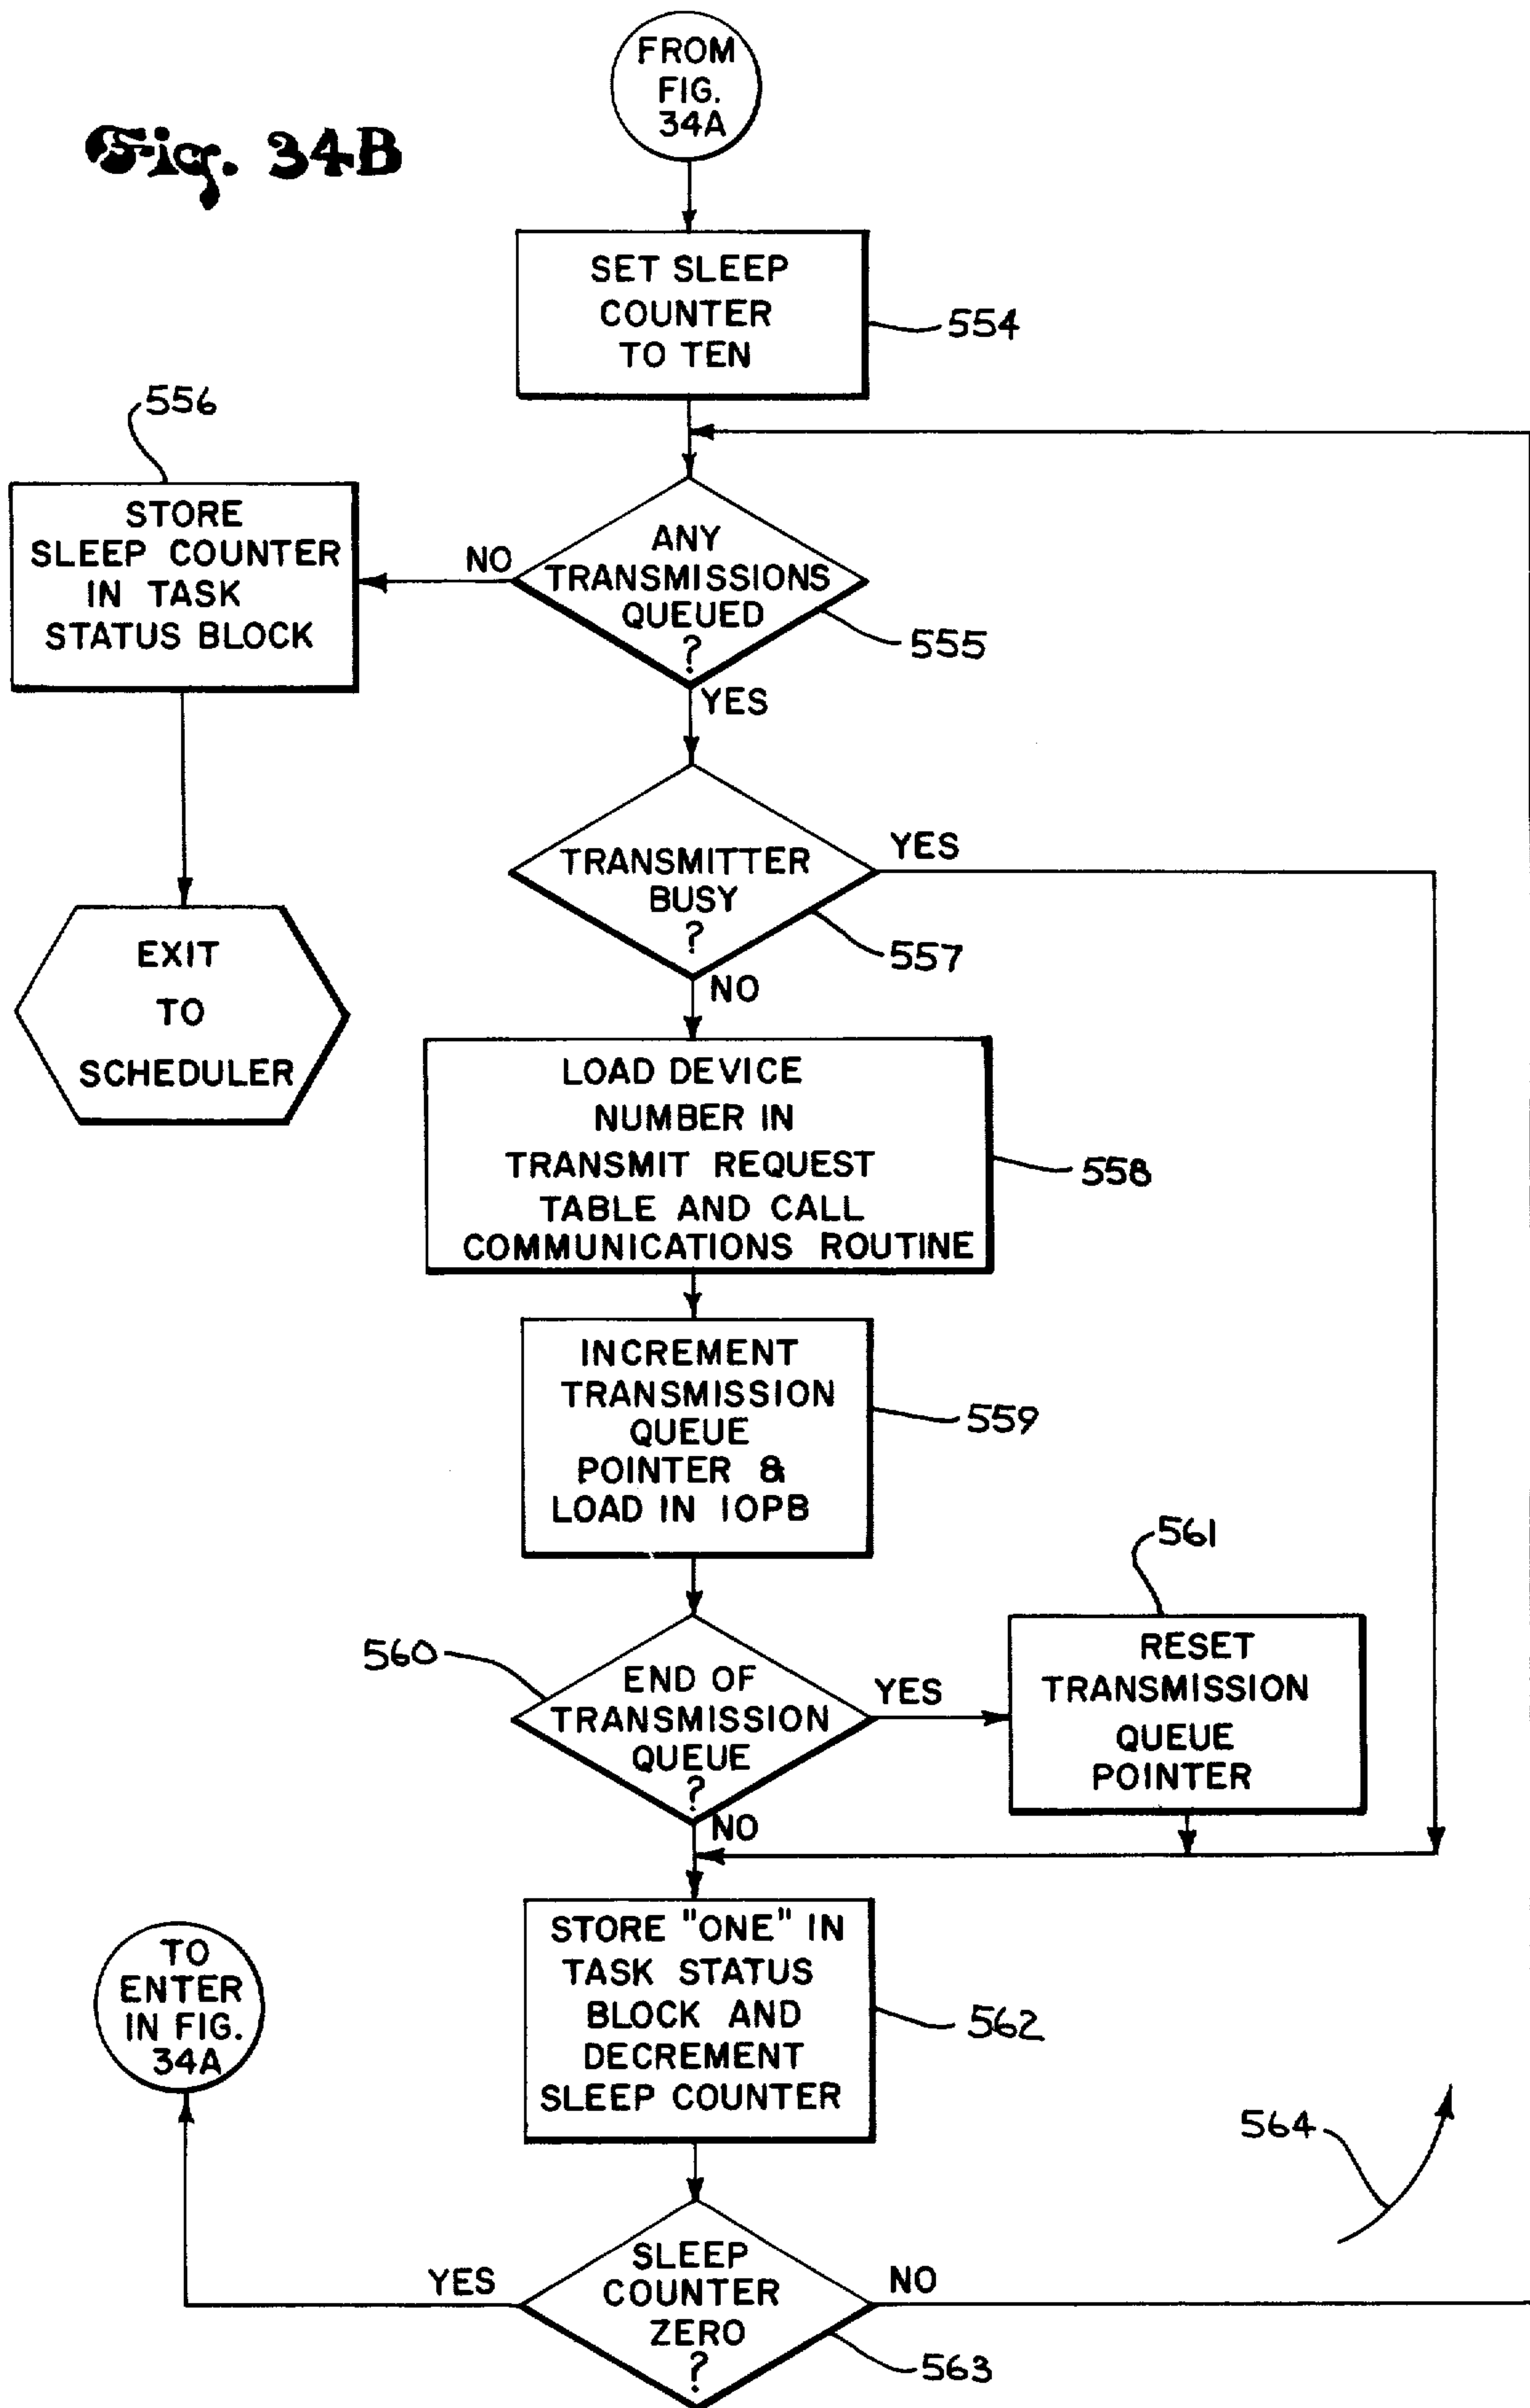 Fig. 34B
FROM
FIG.
34A
SET SLEEP
COUNTER
TO TEN
554
556
STORE
SLEEP COUNTER
IN TASK
STATUS BLOCK
NO
ANY
TRANSMISSIONS
QUEUED
?
555
YES
EXIT
TO
SCHEDULER
TRANSMITTER
BUSY
?
YES
557
NO
LOAD DEVICE
NUMBER IN
TRANSMIT REQUEST
TABLE AND CALL
COMMUNICATIONS ROUTINE
558
INCREMENT
TRANSMISSION
QUEUE
POINTER &
LOAD IN IOPB
559
560
END OF
TRANSMISSION
QUEUE
?
YES
NO
561
RESET
TRANSMISSION
QUEUE
POINTER
STORE "ONE" IN
TASK STATUS
BLOCK AND
DECREMENT
SLEEP COUNTER
562
TO
ENTER
IN FIG.
34A
564
YES
SLEEP
COUNTER
ZERO
?
NO
563